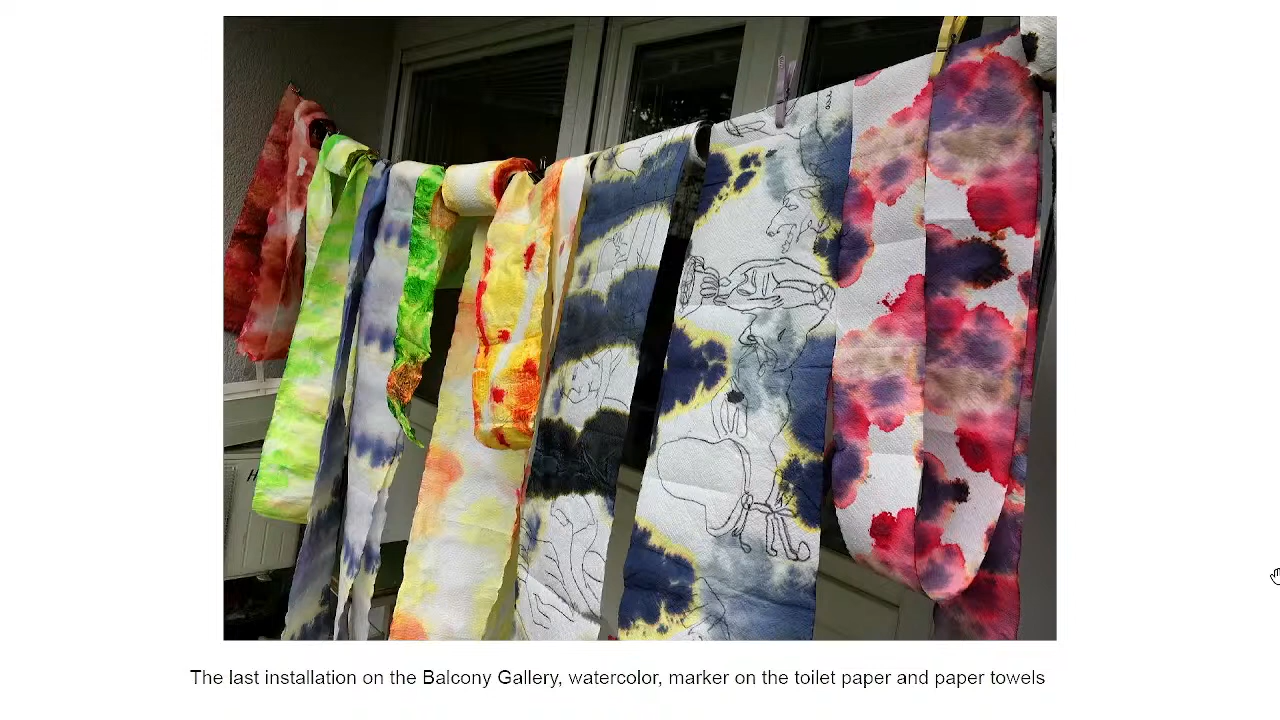 The last installation on the Balcony Gallery, watercolor, marker on the toilet paper and paper towels